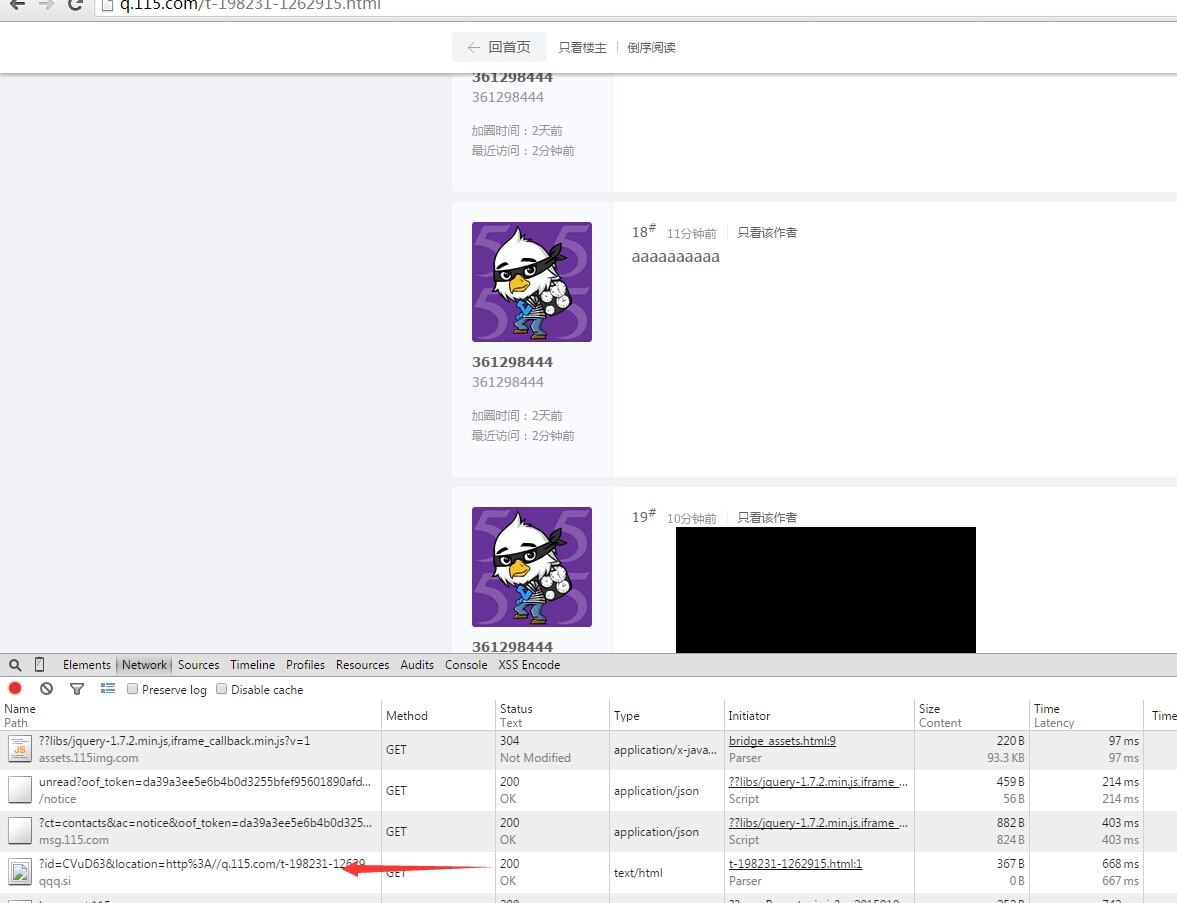 q.115.com/t-198231-1262915.html
回首页 只看楼主 倒序阅读
361298444
361298444
加圈时间：2天前
最近访问：2分钟前
18# 11分钟前 只看该作者
aaaaaaaaaa
361298444
361298444
加圈时间：2天前
最近访问：2分钟前
19# 10分钟前 只看该作者
361298444
Elements Network Sources Timeline Profiles Resources Audits Console XSS Encode
Preserve log Disable cache
Name Method Status Type Initiator Size Time Time
Path Text Content Latency
??libs/jquery-1.7.2.min.js,iframe_callback.min.js?v=1 GET 304 application/x-java... bridge_assets.html:9 220 B 97 ms
assets.115img.com Not Modified Parser 93.3 KB 97 ms
unread?oof_token=da39a3ee5e6b4b0d3255bfef95601890afd... GET 200 application/json ??libs/jquery-1.7.2.min.js,iframe_... 459 B 214 ms
/notice OK Script 56 B 214 ms
?ct=contacts&ac=notice&oof_token=da39a3ee5e6b4b0d325... GET 200 application/json ??libs/jquery-1.7.2.min.js,iframe_... 882 B 403 ms
msg.115.com OK Script 824 B 403 ms
?id=CVuD63&location=http%3A//q.115.com/t-198231-12629... GET 200 text/html t-198231-1262915.html:1 367 B 668 ms
qqq.si OK Parser 0 B 667 ms